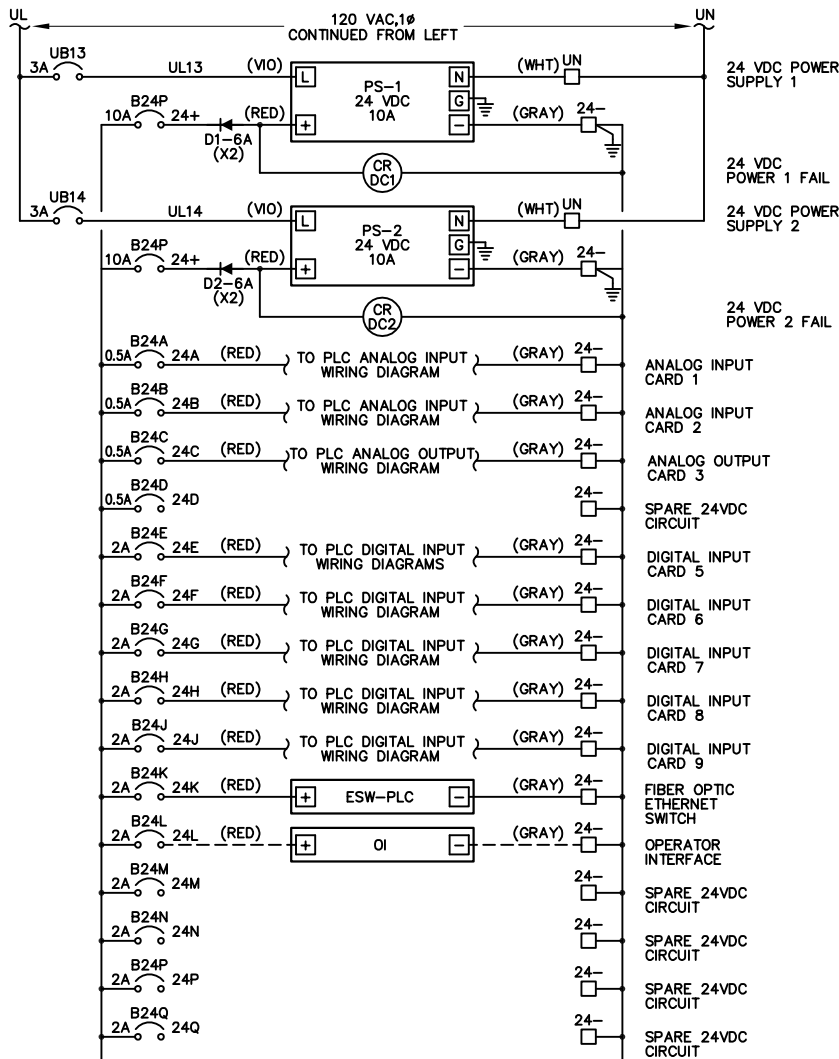 UL 120 VAC,1ø UN
CONTINUED FROM LEFT
UB13
3A UL13 (VIO) L PS-1 N (WHT) UN 24 VDC POWER
SUPPLY 1
24 VDC
10A G
B24P
10A 24+ (RED) + − (GRAY) 24−
D1-6A
(X2)
CR
DC1
24 VDC
POWER 1 FAIL
UB14
3A UL14 (VIO) L PS-2 N (WHT) UN 24 VDC POWER
SUPPLY 2
24 VDC
10A G
B24P
10A 24+ (RED) + − (GRAY) 24−
D2-6A
(X2)
CR
DC2
24 VDC
POWER 2 FAIL
B24A
0.5A 24A (RED) TO PLC ANALOG INPUT (GRAY) 24− ANALOG INPUT
WIRING DIAGRAM CARD 1
B24B
0.5A 24B (RED) TO PLC ANALOG INPUT (GRAY) 24− ANALOG INPUT
WIRING DIAGRAM CARD 2
B24C
0.5A 24C (RED) TO PLC ANALOG OUTPUT (GRAY) 24− ANALOG OUTPUT
WIRING DIAGRAM CARD 3
B24D
0.5A 24D 24− SPARE 24VDC
CIRCUIT
B24E
2A 24E (RED) TO PLC DIGITAL INPUT (GRAY) 24− DIGITAL INPUT
WIRING DIAGRAMS CARD 5
B24F
2A 24F (RED) TO PLC DIGITAL INPUT (GRAY) 24− DIGITAL INPUT
WIRING DIAGRAM CARD 6
B24G
2A 24G (RED) TO PLC DIGITAL INPUT (GRAY) 24− DIGITAL INPUT
WIRING DIAGRAM CARD 7
B24H
2A 24H (RED) TO PLC DIGITAL INPUT (GRAY) 24− DIGITAL INPUT
WIRING DIAGRAM CARD 8
B24J
2A 24J (RED) TO PLC DIGITAL INPUT (GRAY) 24− DIGITAL INPUT
WIRING DIAGRAM CARD 9
B24K
2A 24K (RED) + ESW-PLC − (GRAY) 24− FIBER OPTIC
ETHERNET
SWITCH
B24L
2A 24L (RED) + OI − (GRAY) 24− OPERATOR
INTERFACE
B24M
2A 24M 24− SPARE 24VDC
CIRCUIT
B24N
2A 24N 24− SPARE 24VDC
CIRCUIT
B24P
2A 24P 24− SPARE 24VDC
CIRCUIT
B24Q
2A 24Q 24− SPARE 24VDC
CIRCUIT